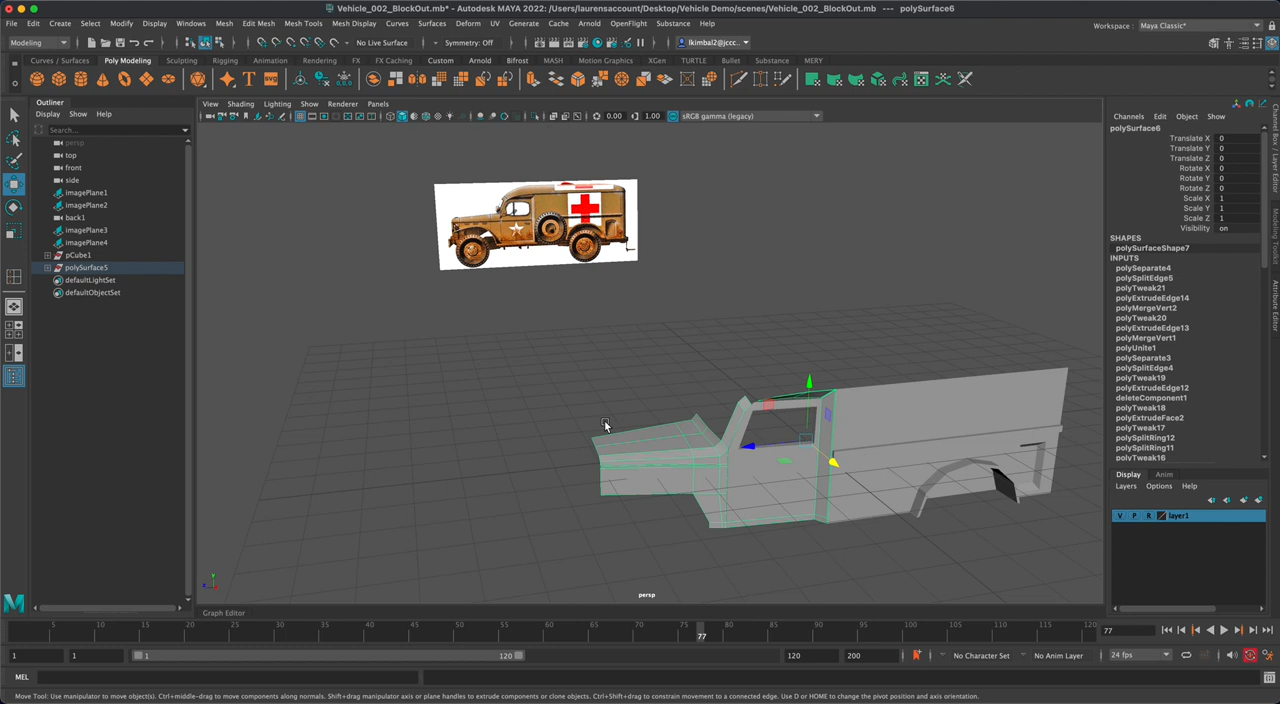 Vehicle_002_BlockOut.mb* - Autodesk MAYA 2022: /Users/laurensaccount/Desktop/Vehicle Demo/scenes/Vehicle_002_BlockOut.mb --- polySurface6
File Edit Create Select Modify Display Windows Mesh Edit Mesh Mesh Tools Mesh Display Curves Surfaces Deform UV Generate Cache Arnold OpenFlight Substance Help
Workspace : Maya Classic*
Modeling No Live Surface Symmetry: Off lkimbal2@jccc...
Curves / Surfaces Poly Modeling Sculpting Rigging Animation Rendering FX FX Caching Custom Arnold Bifrost MASH Motion Graphics XGen TURTLE Bullet Substance MERY
Outliner
Display Show Help
Search...
persp
top
front
side
imagePlane1
imagePlane2
back1
imagePlane3
imagePlane4
pCube1
polySurface5
defaultLightSet
defaultObjectSet
View Shading Lighting Show Renderer Panels
0.00 1.00 sRGB gamma (legacy)
persp
Channels Edit Object Show
polySurface6
Translate X 0
Translate Y 0
Translate Z 0
Rotate X 0
Rotate Y 0
Rotate Z 0
Scale X 1
Scale Y 1
Scale Z 1
Visibility on
SHAPES
polySurfaceShape7
INPUTS
polySeparate4
polySplitEdge5
polyTweak21
polyExtrudeEdge14
polyMergeVert2
polyTweak20
polyExtrudeEdge13
polyMergeVert1
polyUnite1
polySeparate3
polySplitEdge4
polyTweak19
polyExtrudeEdge12
deleteComponent1
polyTweak18
polyExtrudeFace2
polyTweak17
polySplitRing12
polySplitRing11
polyTweak16
Display Anim
Layers Options Help
V P R layer1
Channel Box / Layer Editor
Modeling Toolkit
Attribute Editor
Graph Editor
5 10 15 20 25 30 35 40 45 50 55 60 65 70 75 80 85 90 95 100 105 110 115 120
77
77
1 1 1 120 120 200 No Character Set No Anim Layer 24 fps
MEL
Move Tool: Use manipulator to move object(s). Ctrl+middle-drag to move components along normals. Shift+drag manipulator axis or plane handles to extrude components or clone objects. Ctrl+Shift+drag to constrain movement to a connected edge. Use D or HOME to change the pivot position and axis orientation.